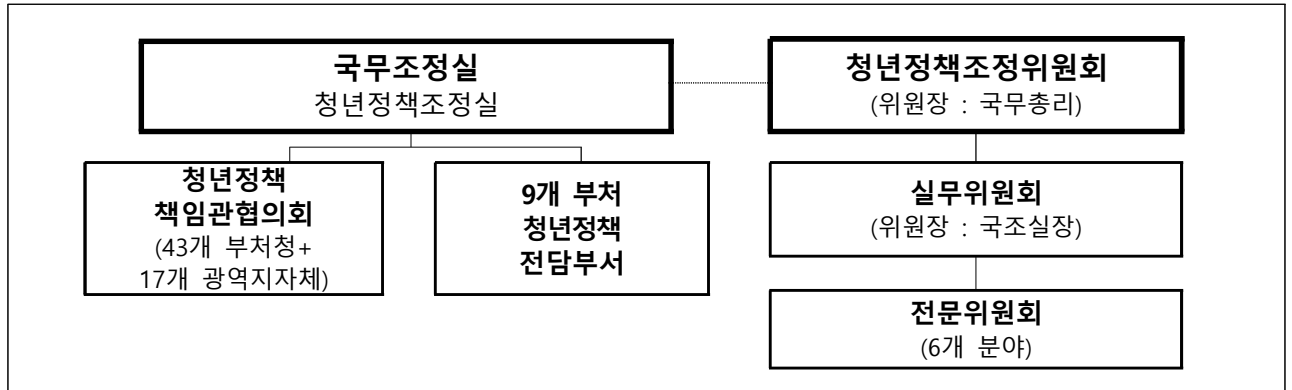 국무조정실
청년정책조정실
청년정책조정위원회
(위원장 : 국무총리)
청년정책
책임관협의회
(43개 부처청+
17개 광역지자체)
9개 부처
청년정책
전담부서
실무위원회
(위원장 : 국조실장)
전문위원회
(6개 분야)